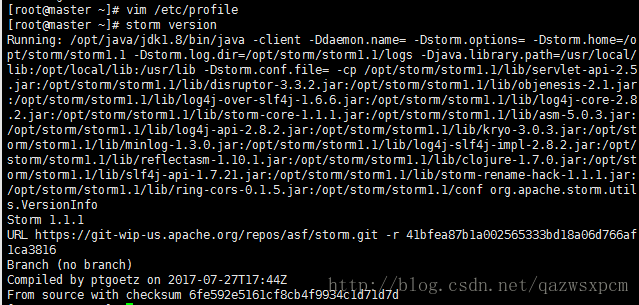 [root@master ~]# vim /etc/profile
[root@master ~]# storm version
Running: /opt/java/jdk1.8/bin/java -client -Ddaemon.name= -Dstorm.options= -Dstorm.home=/o
pt/storm/storm1.1 -Dstorm.log.dir=/opt/storm/storm1.1/logs -Djava.library.path=/usr/local/
lib:/opt/local/lib:/usr/lib -Dstorm.conf.file= -cp /opt/storm/storm1.1/lib/servlet-api-2.5
.jar:/opt/storm/storm1.1/lib/disruptor-3.3.2.jar:/opt/storm/storm1.1/lib/objenesis-2.1.jar
:/opt/storm/storm1.1/lib/log4j-over-slf4j-1.6.6.jar:/opt/storm/storm1.1/lib/log4j-core-2.8
.2.jar:/opt/storm/storm1.1/lib/storm-core-1.1.1.jar:/opt/storm/storm1.1/lib/asm-5.0.3.jar:
/opt/storm/storm1.1/lib/log4j-api-2.8.2.jar:/opt/storm/storm1.1/lib/kryo-3.0.3.jar:/opt/st
orm/storm1.1/lib/minlog-1.3.0.jar:/opt/storm/storm1.1/lib/log4j-slf4j-impl-2.8.2.jar:/opt/
storm/storm1.1/lib/reflectasm-1.10.1.jar:/opt/storm/storm1.1/lib/clojure-1.7.0.jar:/opt/st
orm/storm1.1/lib/slf4j-api-1.7.21.jar:/opt/storm/storm1.1/lib/storm-rename-hack-1.1.1.jar:
/opt/storm/storm1.1/lib/ring-cors-0.1.5.jar:/opt/storm/storm1.1/conf org.apache.storm.util
s.VersionInfo
Storm 1.1.1
URL https://git-wip-us.apache.org/repos/asf/storm.git -r 41bfea87b1a002565333bd18a06d766af
1ca3816
Branch (no branch)
Compiled by ptgoetz on 2017-07-27T17:44Z
From source with checksum 6fe592e5161cf8cb4f9934c1d71d7d
http://blog.csdn.net/qazwsxpcm